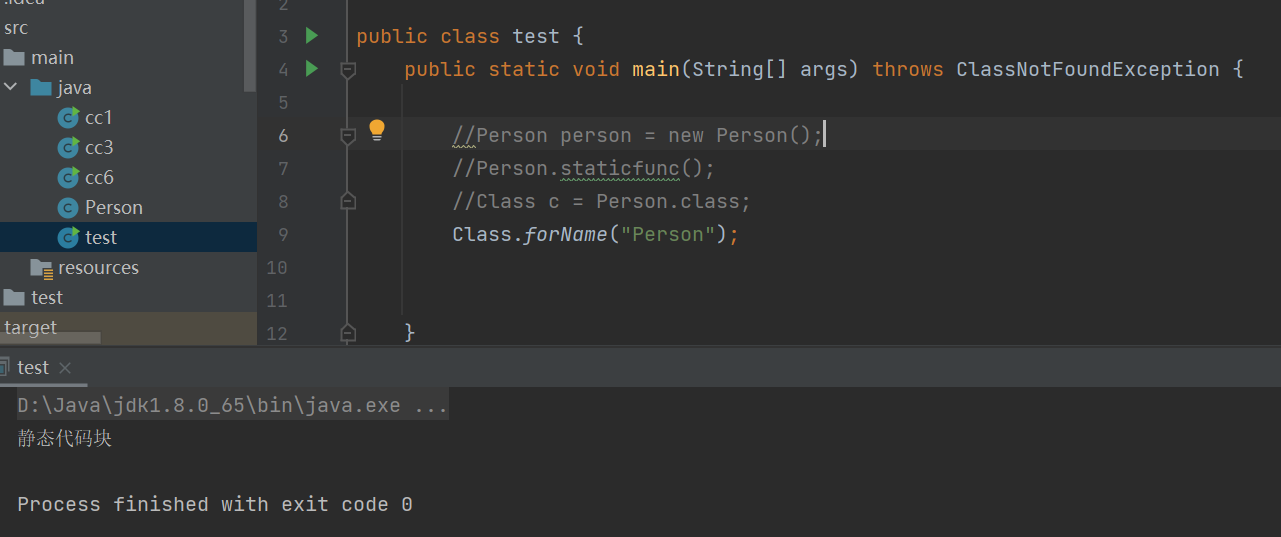 .idea
src
main
java
cc1
cc3
cc6
Person
test
resources
test
target
2
3 public class test {
4 public static void main(String[] args) throws ClassNotFoundException {
5
6 //Person person = new Person();
7 //Person.staticfunc();
8 //Class c = Person.class;
9 Class.forName("Person");
10
11
12 }
test
D:\Java\jdk1.8.0_65\bin\java.exe ...
静态代码块
Process finished with exit code 0